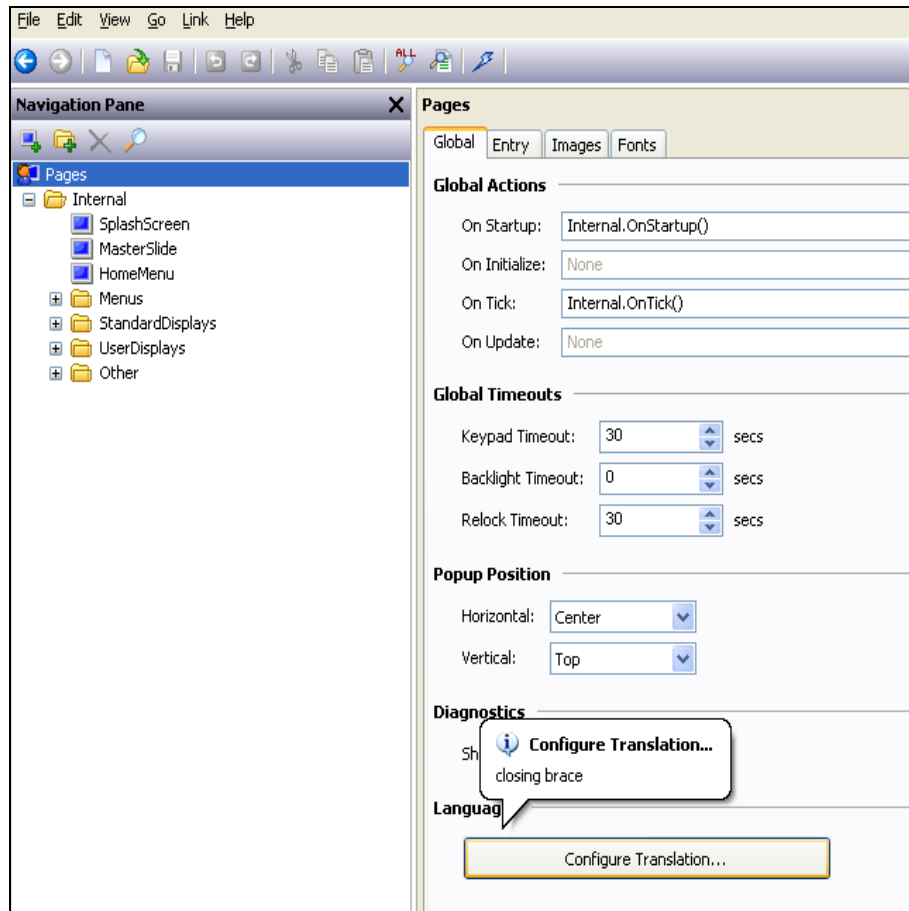 File Edit View Go Link Help
ALL
Navigation Pane
Pages
Internal
SplashScreen
MasterSlide
HomeMenu
Menus
StandardDisplays
UserDisplays
Other
Pages
Global Entry Images Fonts
Global Actions
On Startup: Internal.OnStartup()
On Initialize: None
On Tick: Internal.OnTick()
On Update: None
Global Timeouts
Keypad Timeout: 30 secs
Backlight Timeout: 0 secs
Relock Timeout: 30 secs
Popup Position
Horizontal: Center
Vertical: Top
Diagnostics
Configure Translation...
closing brace
Configure Translation...